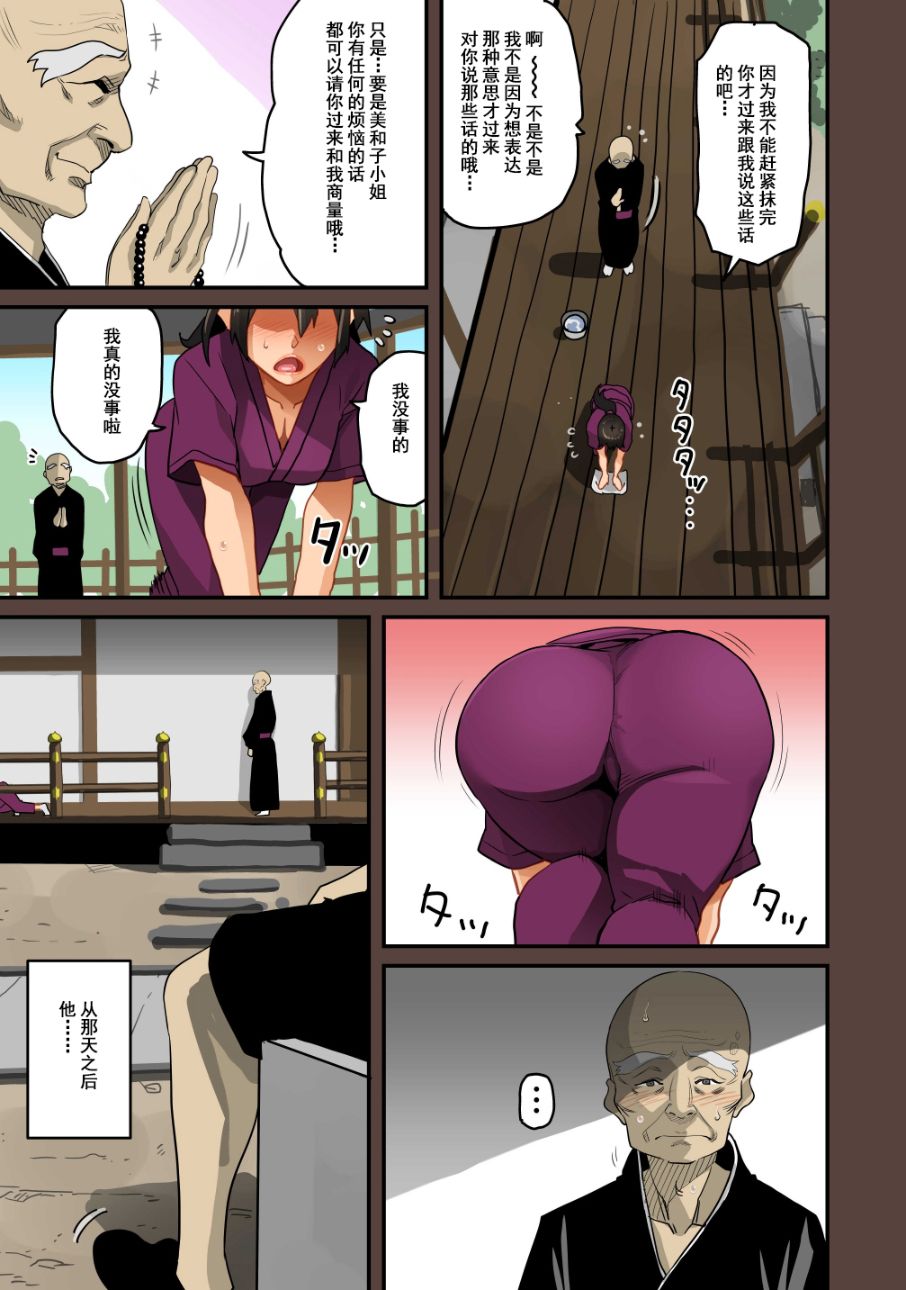 因为我不能赶紧抹完
你才过来跟我说这些话
的吧…
啊～～～不是不是
我不是因为想表达
那种意思才过来
对你说那些话的哦…
只是…要是美和子小姐
你有任何的烦恼的话
都可以请你过来和我商量哦…
タタタッ…
我没事的
我真的没事啦
タッ
タッ
タッ
…
从那天之后
他……